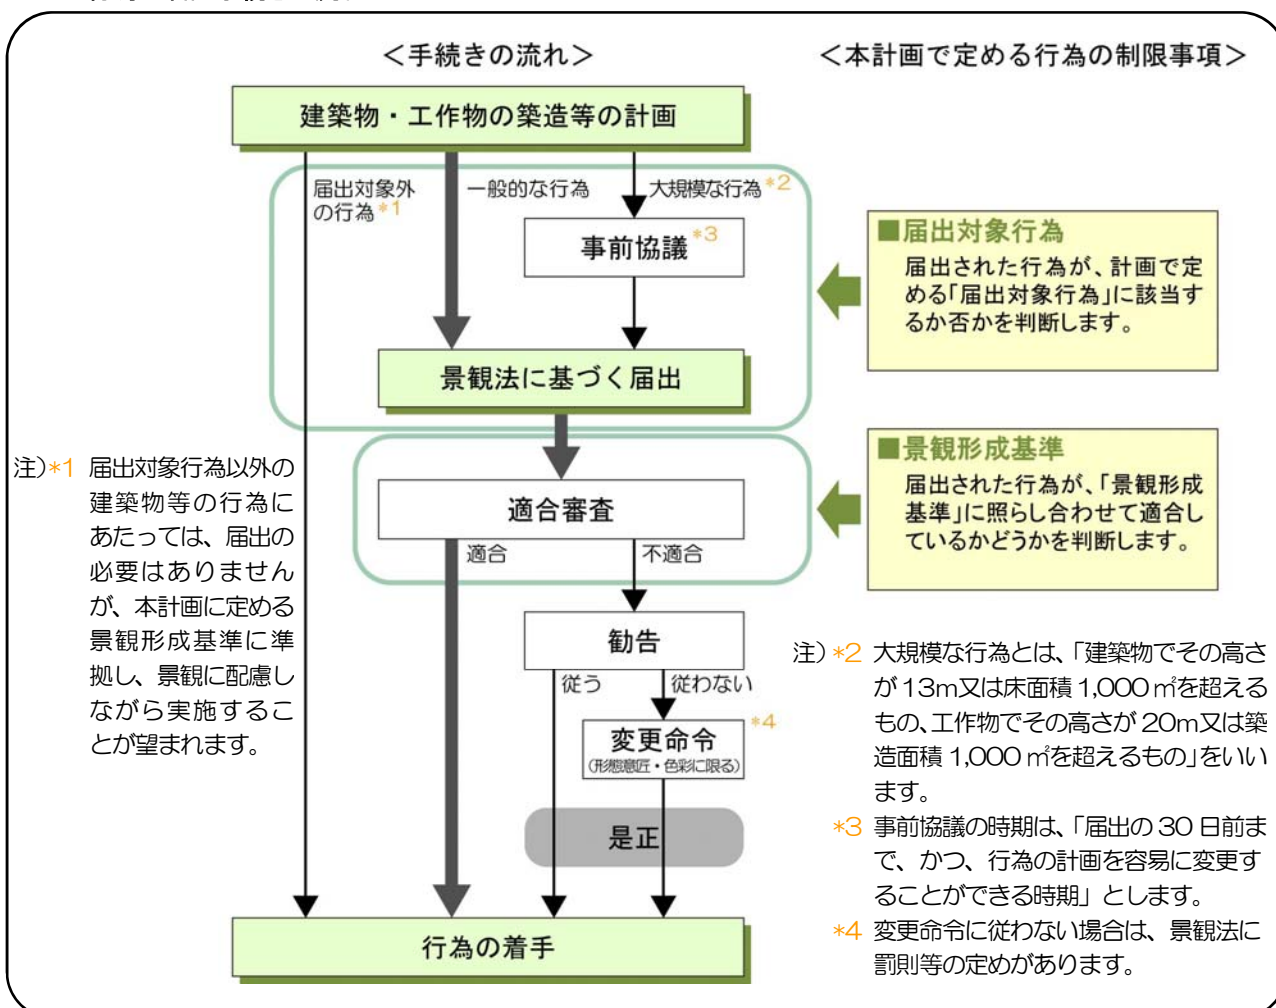 ＜手続きの流れ＞
＜本計画で定める行為の制限事項＞
建築物・工作物の築造等の計画
届出対象外
の行為*1
一般的な行為
大規模な行為*2
事前協議*3
景観法に基づく届出
■届出対象行為
届出された行為が、計画で定
める「届出対象行為」に該当す
るか否かを判断します。
適合審査
適合
不適合
■景観形成基準
届出された行為が、「景観形成
基準」に照らし合わせて適合し
ているかどうかを判断します。
勧告
従う
従わない
変更命令*4
(形態意匠・色彩に限る)
是正
行為の着手
注)*1 届出対象行為以外の
建築物等の行為に
あたっては、届出の
必要はありません
が、本計画に定める
景観形成基準に準
拠し、景観に配慮し
ながら実施するこ
とが望まれます。
注)*2 大規模な行為とは、「建築物でその高さ
が13m又は床面積1,000㎡を超える
もの、工作物でその高さが20m又は築
造面積1,000㎡を超えるもの」をいい
ます。
*3 事前協議の時期は、「届出の30日前ま
で、かつ、行為の計画を容易に変更す
ることができる時期」とします。
*4 変更命令に従わない場合は、景観法に
罰則等の定めがあります。